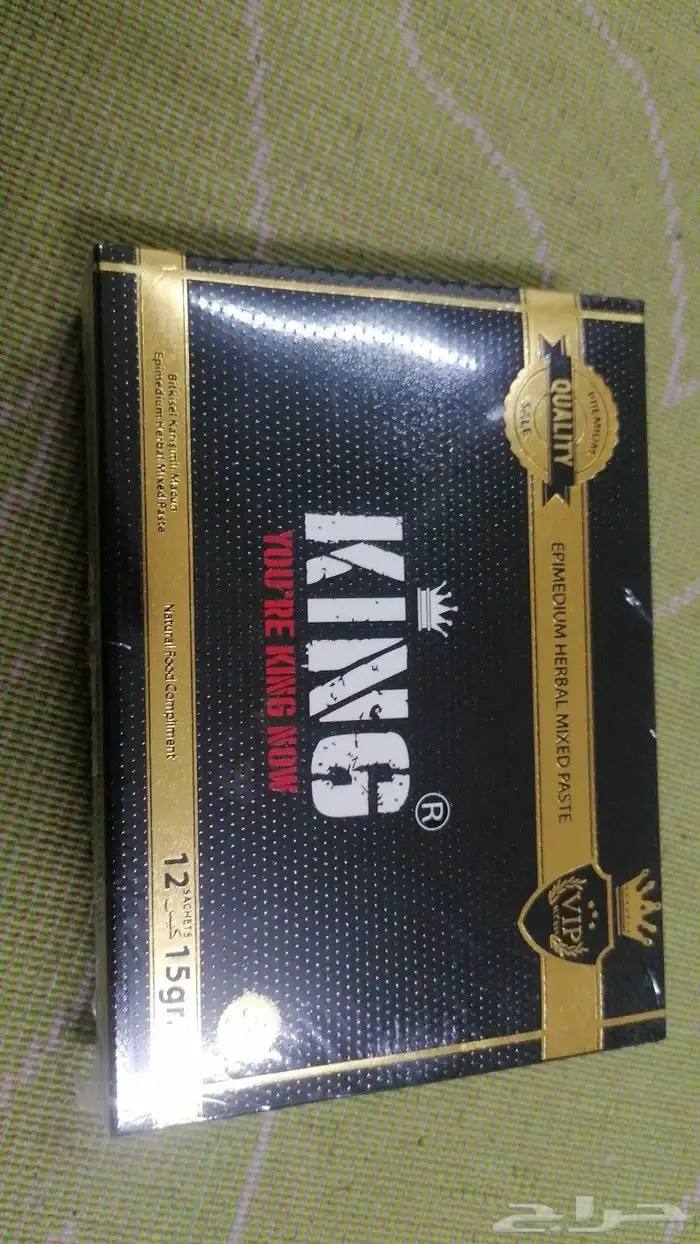 PREMIUM
QUALITY
SALE
EPIMEDIUM HERBAL MIXED PASTE
VIP
KING®
YOU'RE KING NOW
Bitkisel Karışımlı Macun
Epimedium Herbal Mixed Paste
Natural Food Compliment
12 SACHETS 15gr.
حراج